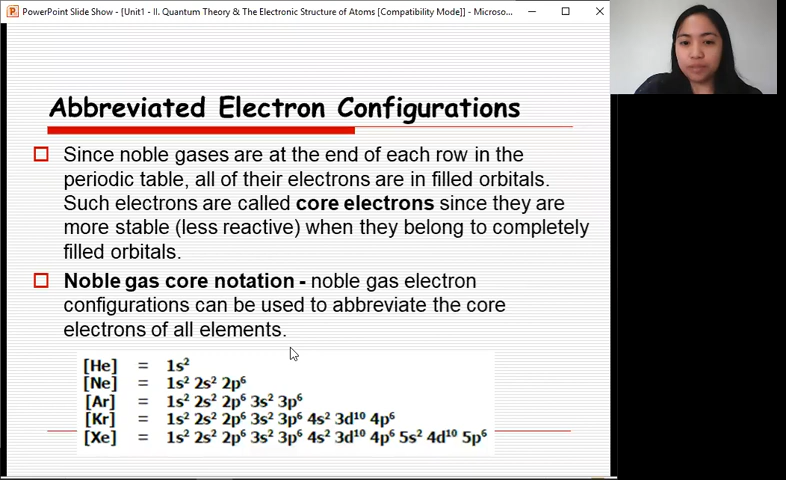 PowerPoint Slide Show - [Unit1 - II. Quantum Theory & The Electronic Structure of Atoms [Compatibility Mode]] - Microso...
Abbreviated Electron Configurations
Since noble gases are at the end of each row in the
periodic table, all of their electrons are in filled orbitals.
Such electrons are called core electrons since they are
more stable (less reactive) when they belong to completely
filled orbitals.
Noble gas core notation - noble gas electron
configurations can be used to abbreviate the core
electrons of all elements.
[He] = 1s² 
[Ne] = 1s² 2s² 2p⁶
[Ar] = 1s² 2s² 2p⁶ 3s² 3p⁶
[Kr] = 1s² 2s² 2p⁶ 3s² 3p⁶ 4s² 3d¹⁰ 4p⁶
[Xe] = 1s² 2s² 2p⁶ 3s² 3p⁶ 4s² 3d¹⁰ 4p⁶ 5s² 4d¹⁰ 5p⁶